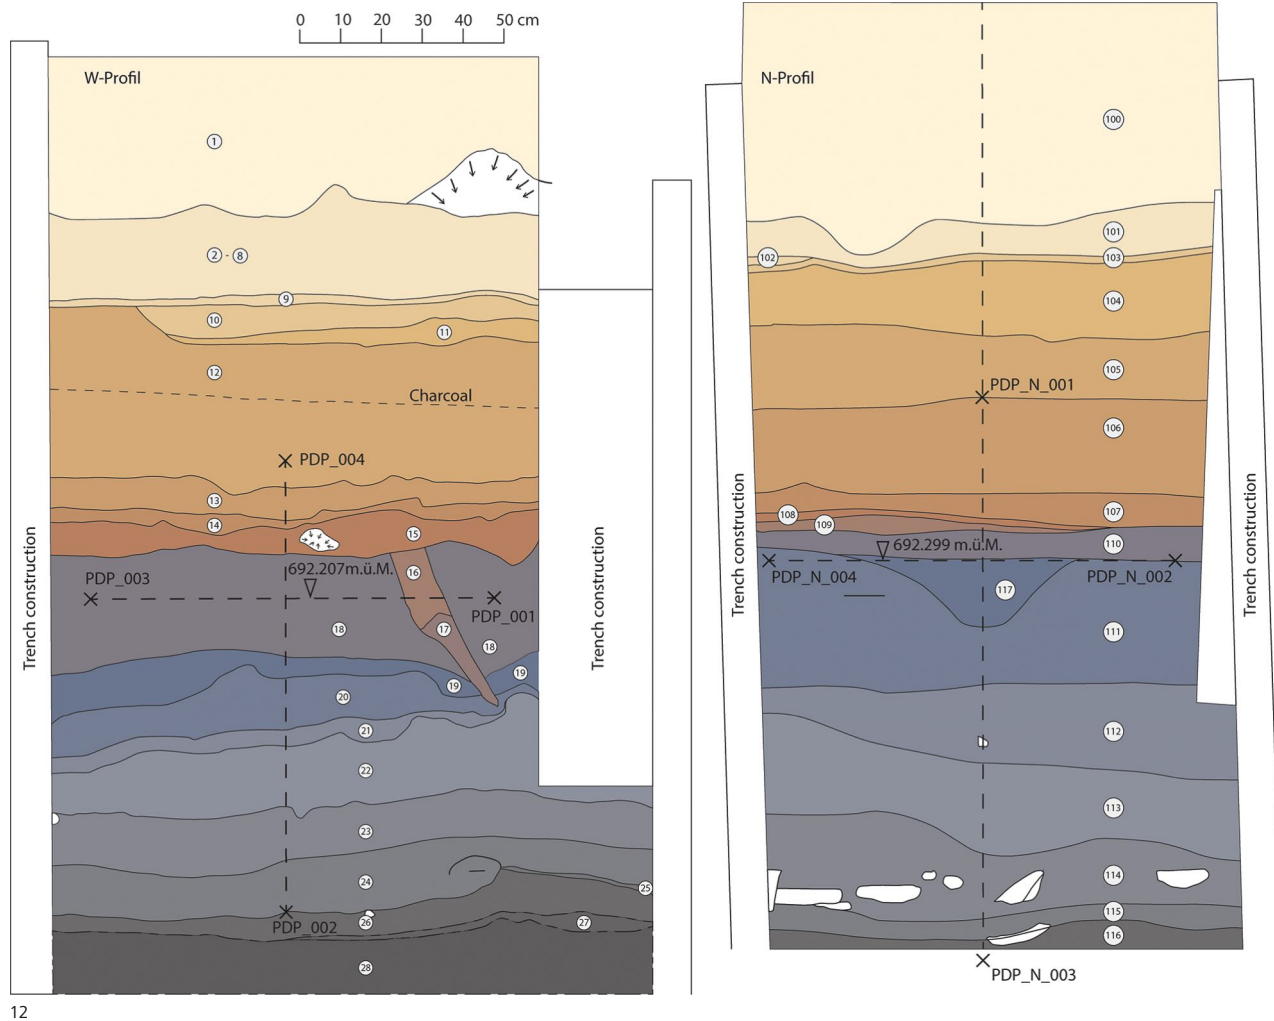 0 10 20 30 40 50 cm
W-Profil
1
2 - 8
9
10
11
12
Charcoal
PDP_004
13
14
15
16
692.207m.ü.M.
PDP_003
PDP_001
17
18
18
19
19
20
21
22
23
24
25
26
27
PDP_002
28
Trench construction
Trench construction
N-Profil
100
101
102
103
104
105
PDP_N_001
106
107
108
109
110
692.299 m.ü.M.
PDP_N_004
PDP_N_002
117
111
112
113
114
115
116
PDP_N_003
Trench construction
Trench construction
12